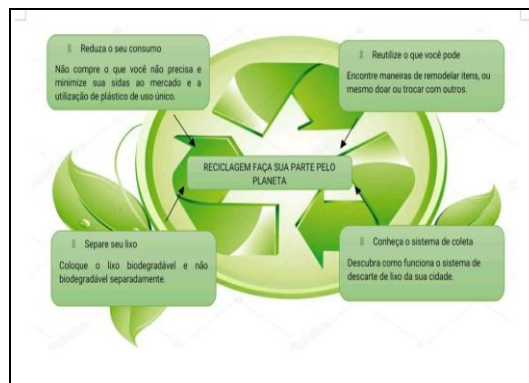 Reduza o seu consumo
Não compre o que você não precisa e
minimize sua sidas ao mercado e a
utilização de plástico de uso único.
Reutilize o que você pode
Encontre maneiras de remodelar itens, ou
mesmo doar ou trocar com outros.
RECICLAGEM FAÇA SUA PARTE PELO
PLANETA
Separe seu lixo
Coloque o lixo biodegradável e não
biodegradável separadamente.
Conheça o sistema de coleta
Descubra como funciona o sistema de
descarte de lixo da sua cidade.